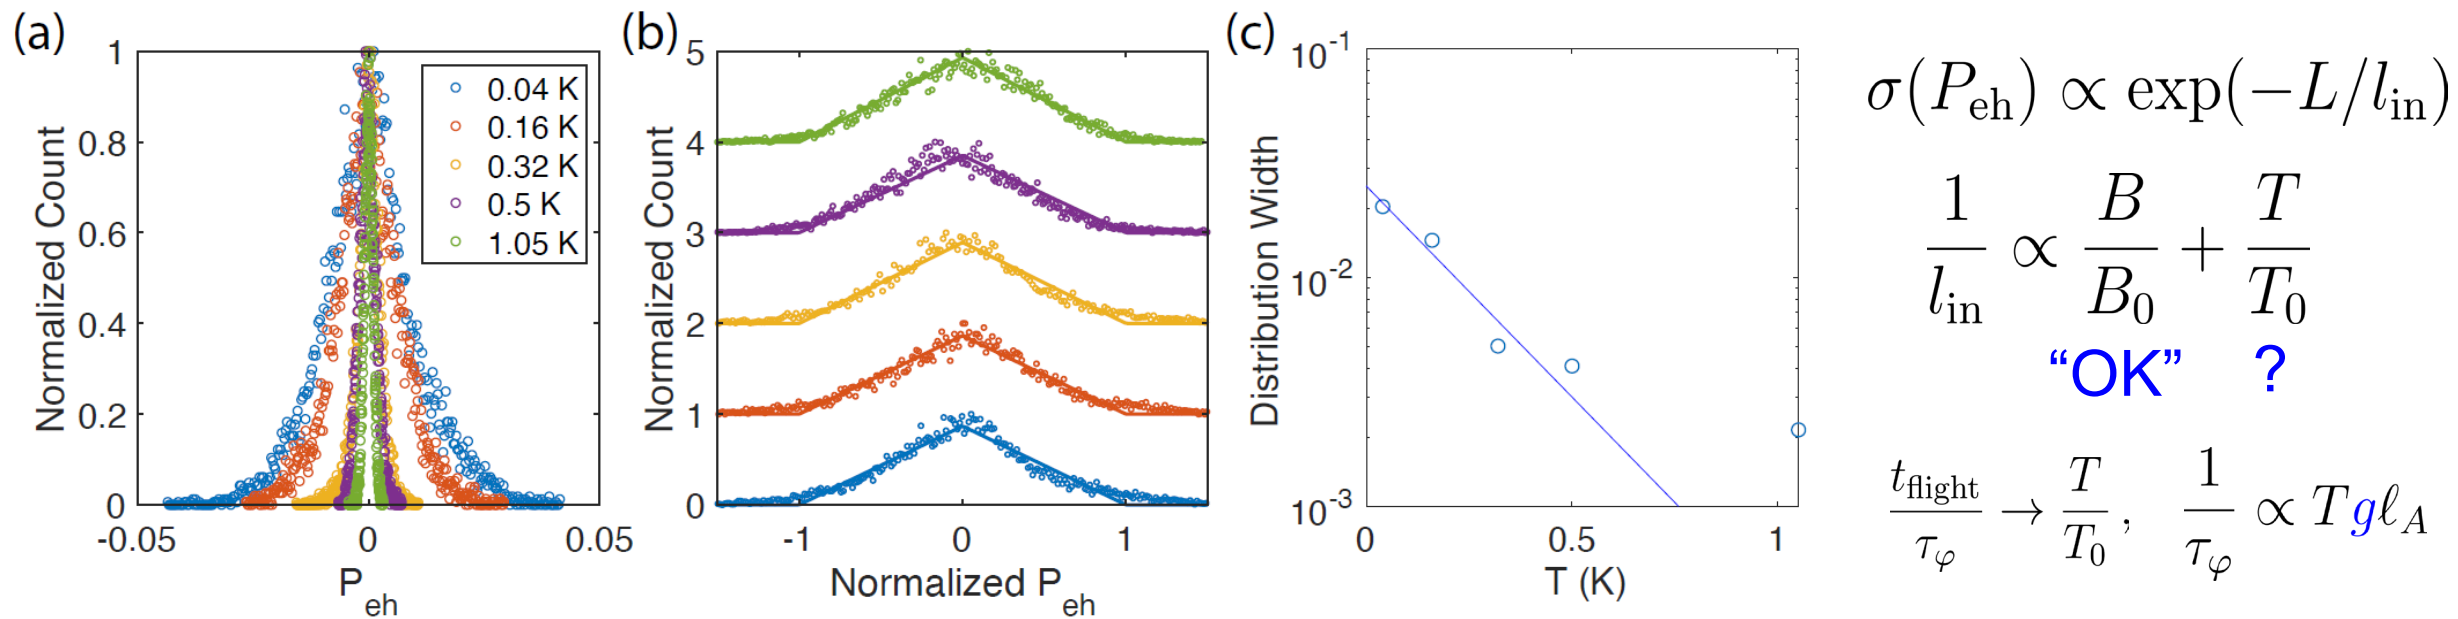 (a)
1
0.8
0.6
0.4
0.2
0
-0.05
0
0.05
Normalized Count
P_eh
0.04 K
0.16 K
0.32 K
0.5 K
1.05 K
(b)
5
4
3
2
1
0
-1
0
1
Normalized Count
Normalized P_eh
(c)
10^-1
10^-2
10^-3
0
0.5
1
Distribution Width
T (K)
σ(P_eh) ∝ exp(−L/l_in)
1/l_in ∝ B/B_0 + T/T_0
“OK” ?
t_flight/τ_φ → T/T_0 , 1/τ_φ ∝ T g ℓ_A